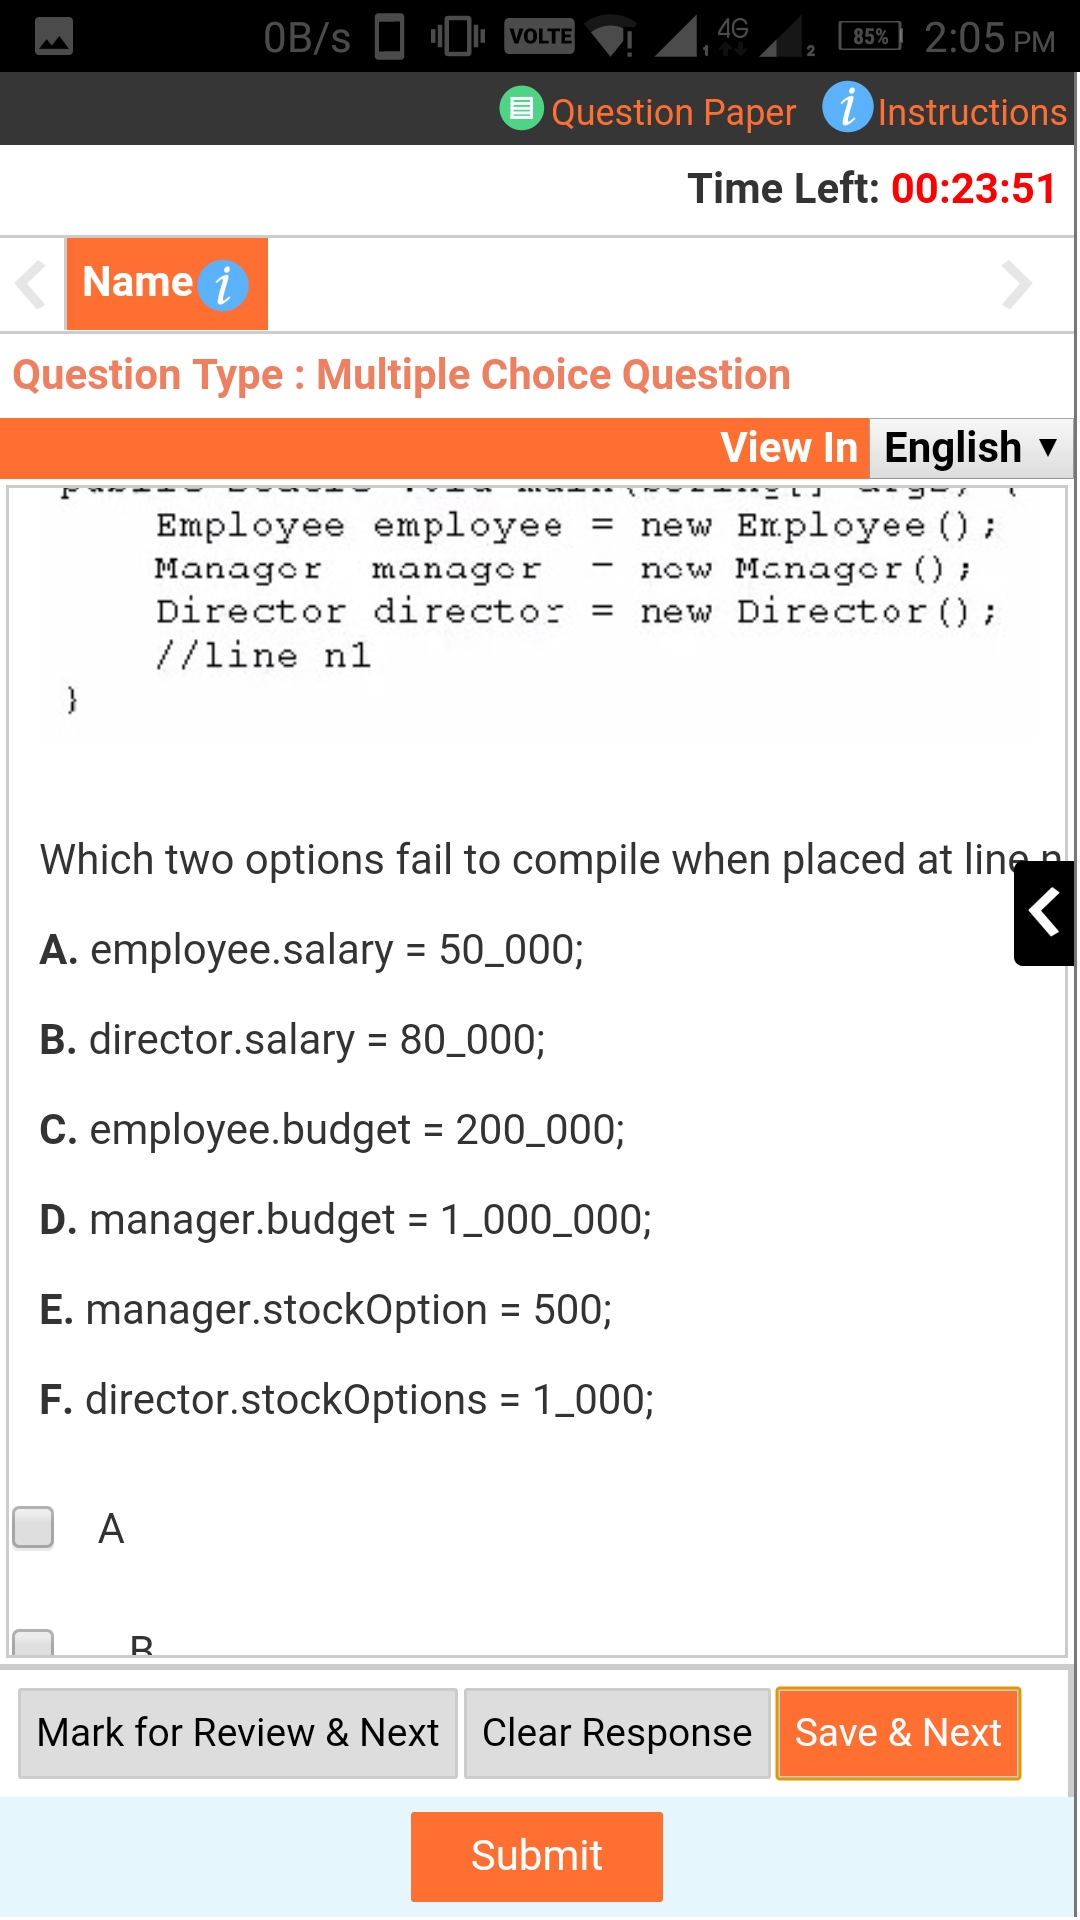 0B/s VOLTE 1 4G 2 85% 2:05 PM
Question Paper i Instructions
Time Left: 00:23:51
Name i
Question Type : Multiple Choice Question
View In English
Employee employee = new Employee();
Manager manager = new Manager();
Director director = new Director();
//line n1
}
Which two options fail to compile when placed at line n
A. employee.salary = 50_000;
B. director.salary = 80_000;
C. employee.budget = 200_000;
D. manager.budget = 1_000_000;
E. manager.stockOption = 500;
F. director.stockOptions = 1_000;
A
B
Mark for Review & Next Clear Response Save & Next
Submit